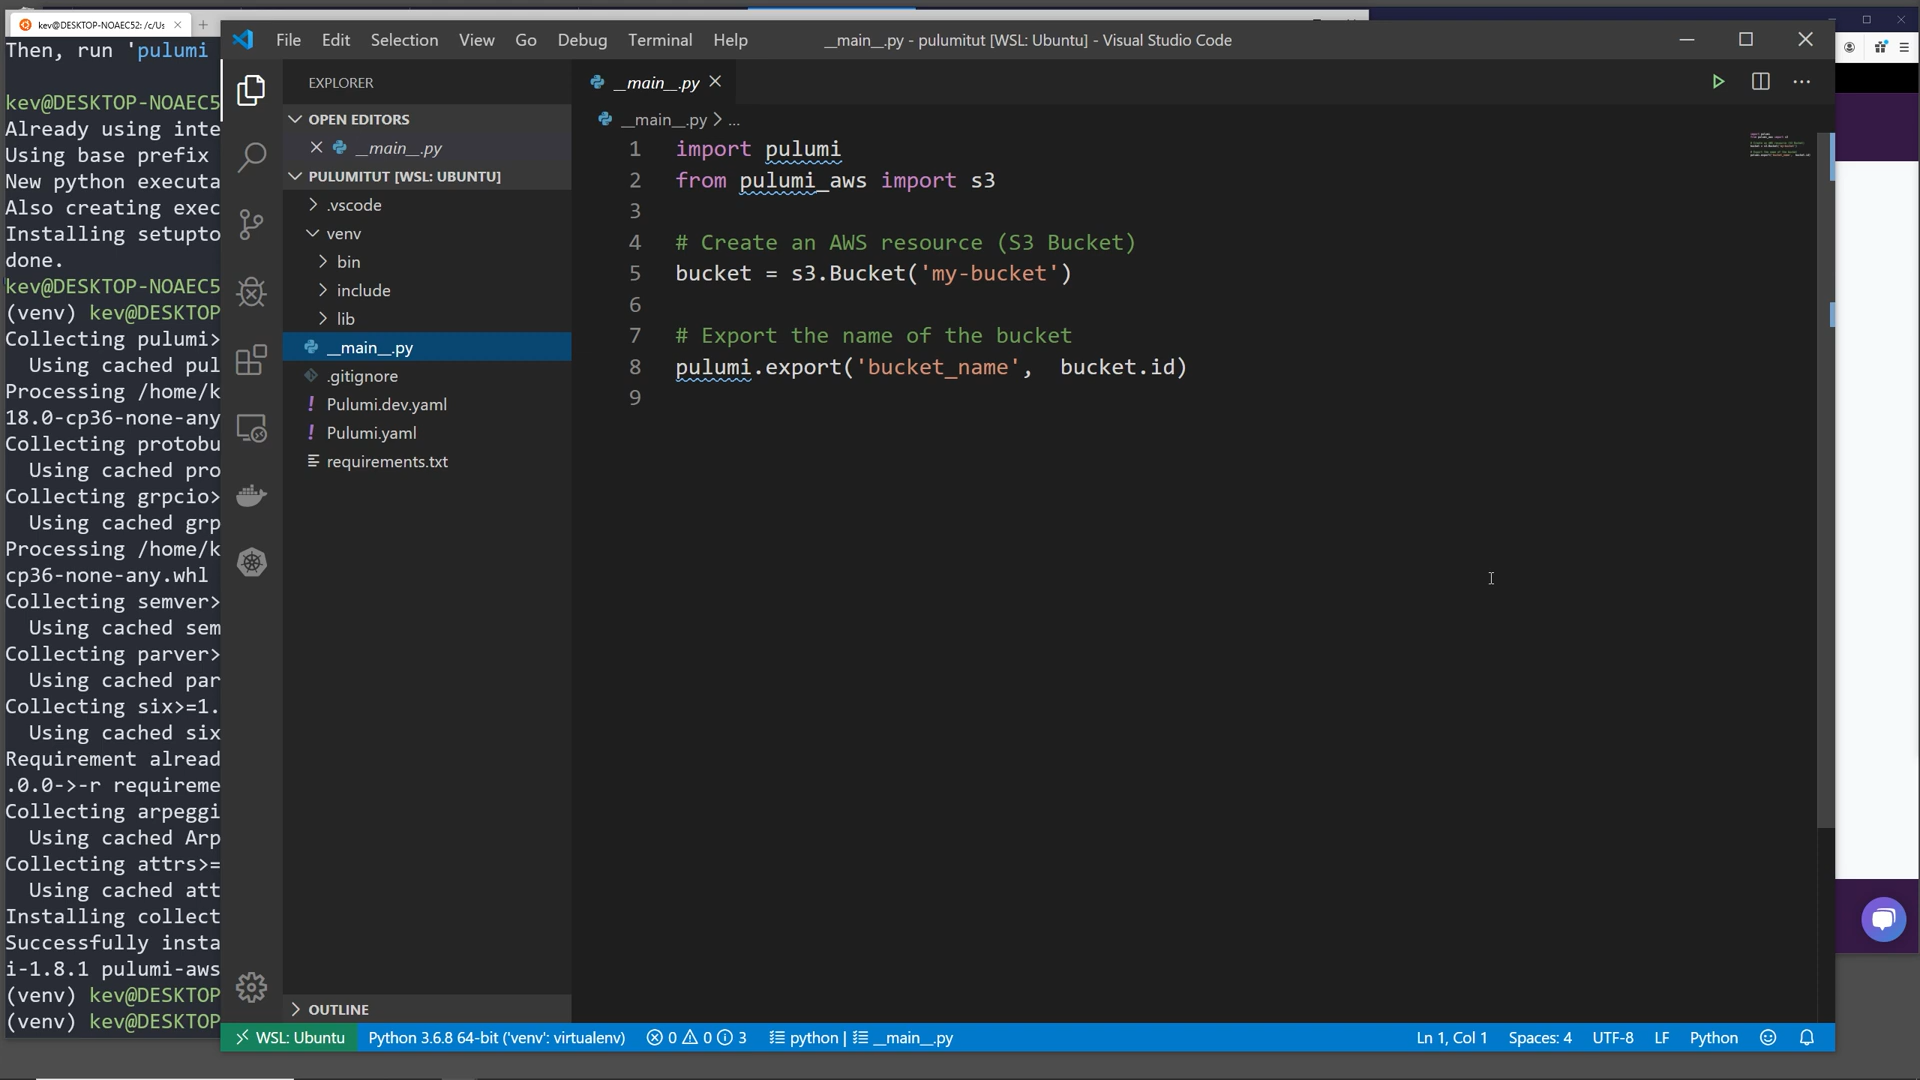 kev@DESKTOP-NOAEC52: /c/Us
Then, run 'pulumi
kev@DESKTOP-NOAEC5
Already using inte
Using base prefix
New python executa
Also creating exec
Installing setupto
done.
kev@DESKTOP-NOAEC5
(venv) kev@DESKTOP
Collecting pulumi>
Using cached pul
Processing /home/k
18.0-cp36-none-any
Collecting protobu
Using cached pro
Collecting grpcio>
Using cached grp
Processing /home/k
cp36-none-any.whl
Collecting semver>
Using cached sem
Collecting parver>
Using cached par
Collecting six>=1.
Using cached six
Requirement alread
.0.0->-r requireme
Collecting arpeggi
Using cached Arp
Collecting attrs>=
Using cached att
Installing collect
Successfully insta
i-1.8.1 pulumi-aws
(venv) kev@DESKTOP
(venv) kev@DESKTOP
File Edit Selection View Go Debug Terminal Help
__main__.py - pulumitut [WSL: Ubuntu] - Visual Studio Code
EXPLORER
OPEN EDITORS
__main__.py
PULUMITUT [WSL: UBUNTU]
.vscode
venv
bin
include
lib
__main__.py
.gitignore
! Pulumi.dev.yaml
! Pulumi.yaml
requirements.txt
OUTLINE
__main__.py
__main__.py > ...
1 import pulumi
2 from pulumi_aws import s3
3
4 # Create an AWS resource (S3 Bucket)
5 bucket = s3.Bucket('my-bucket')
6
7 # Export the name of the bucket
8 pulumi.export('bucket_name',  bucket.id)
9
WSL: Ubuntu Python 3.6.8 64-bit ('venv': virtualenv) 0 0 3 python | __main__.py Ln 1, Col 1 Spaces: 4 UTF-8 LF Python